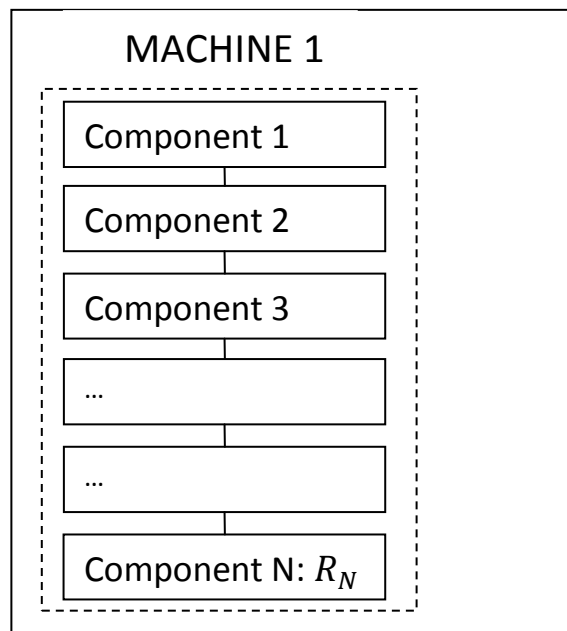 MACHINE 1
Component 1
Component 2
Component 3
...
...
Component N: R_N